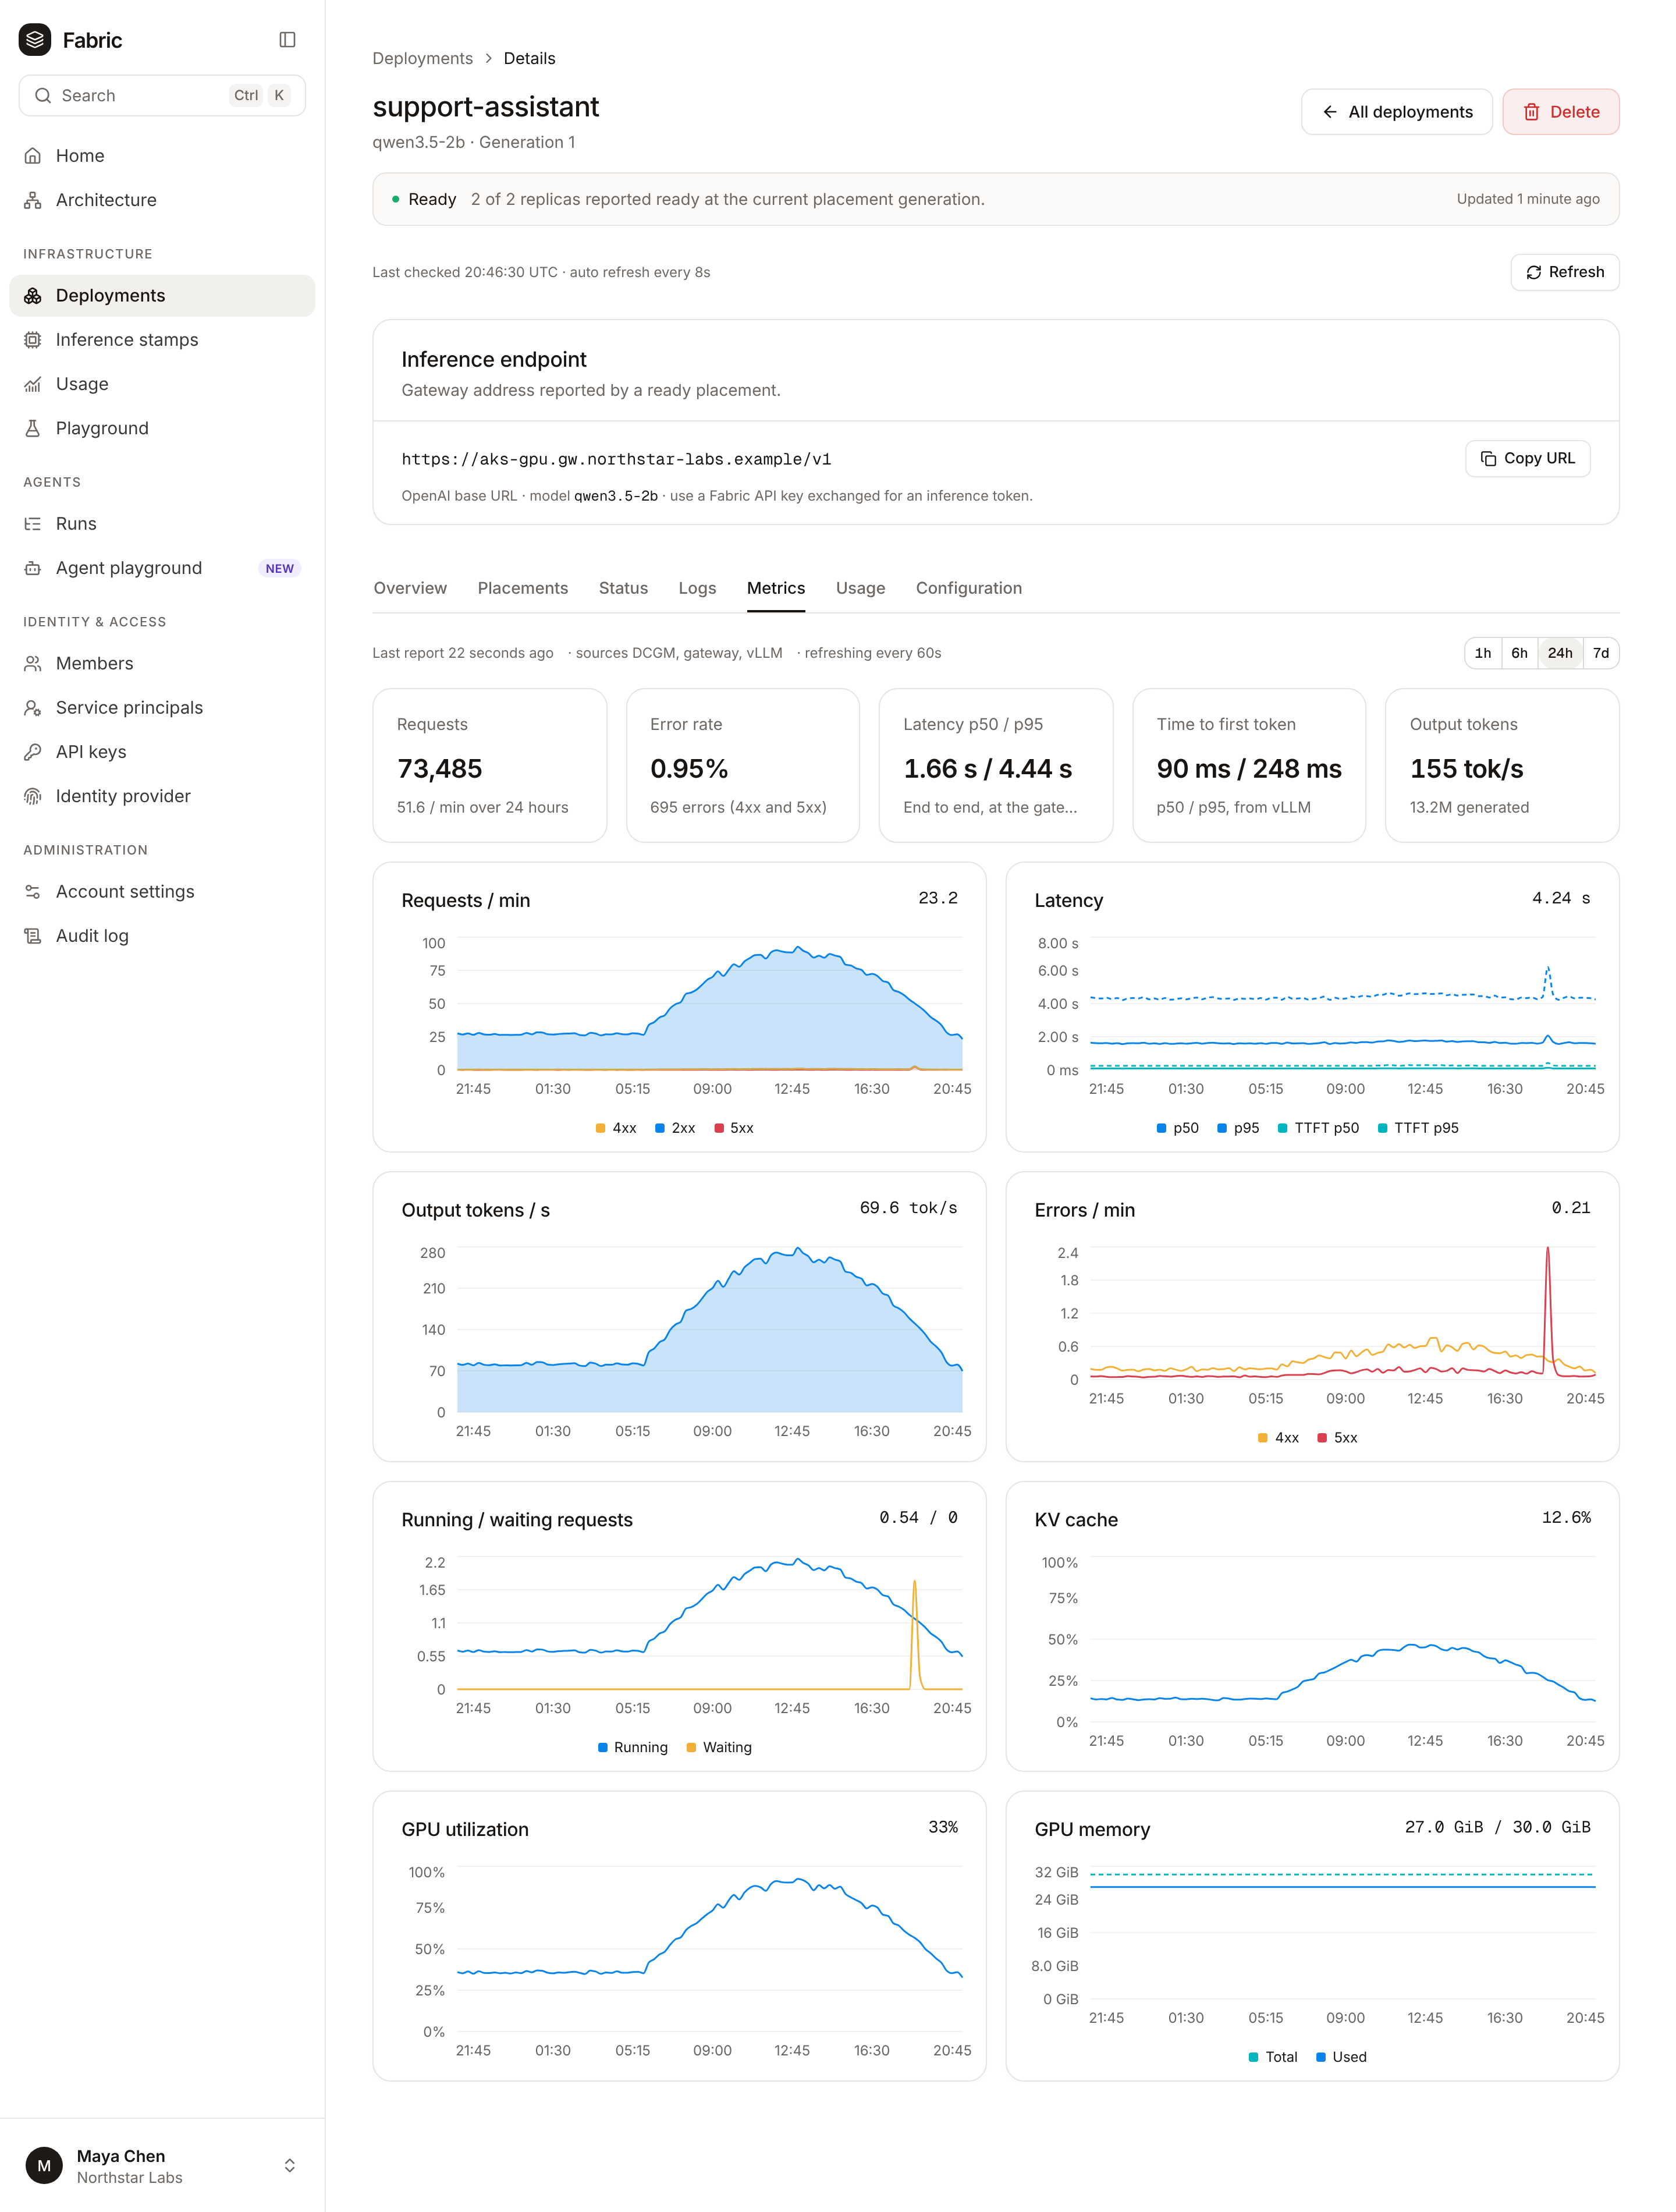 Fabric
Search Ctrl K
Home
Architecture
INFRASTRUCTURE
Deployments
Inference stamps
Usage
Playground
AGENTS
Runs
Agent playground NEW
IDENTITY & ACCESS
Members
Service principals
API keys
Identity provider
ADMINISTRATION
Account settings
Audit log
M
Maya Chen
Northstar Labs
Deployments > Details
support-assistant
qwen3.5-2b · Generation 1
All deployments
Delete
Ready 2 of 2 replicas reported ready at the current placement generation. Updated 1 minute ago
Last checked 20:46:30 UTC · auto refresh every 8s
Refresh
Inference endpoint
Gateway address reported by a ready placement.
https://aks-gpu.gw.northstar-labs.example/v1
Copy URL
OpenAI base URL · model qwen3.5-2b · use a Fabric API key exchanged for an inference token.
Overview Placements Status Logs Metrics Usage Configuration
Last report 22 seconds ago · sources DCGM, gateway, vLLM · refreshing every 60s
1h 6h 24h 7d
Requests
73,485
51.6 / min over 24 hours
Error rate
0.95%
695 errors (4xx and 5xx)
Latency p50 / p95
1.66 s / 4.44 s
End to end, at the gate...
Time to first token
90 ms / 248 ms
p50 / p95, from vLLM
Output tokens
155 tok/s
13.2M generated
Requests / min 23.2
100
75
50
25
0
21:45 01:30 05:15 09:00 12:45 16:30 20:45
4xx 2xx 5xx
Latency 4.24 s
8.00 s
6.00 s
4.00 s
2.00 s
0 ms
21:45 01:30 05:15 09:00 12:45 16:30 20:45
p50 p95 TTFT p50 TTFT p95
Output tokens / s 69.6 tok/s
280
210
140
70
0
21:45 01:30 05:15 09:00 12:45 16:30 20:45
Errors / min 0.21
2.4
1.8
1.2
0.6
0
21:45 01:30 05:15 09:00 12:45 16:30 20:45
4xx 5xx
Running / waiting requests 0.54 / 0
2.2
1.65
1.1
0.55
0
21:45 01:30 05:15 09:00 12:45 16:30 20:45
Running Waiting
KV cache 12.6%
100%
75%
50%
25%
0%
21:45 01:30 05:15 09:00 12:45 16:30 20:45
GPU utilization 33%
100%
75%
50%
25%
0%
21:45 01:30 05:15 09:00 12:45 16:30 20:45
GPU memory 27.0 GiB / 30.0 GiB
32 GiB
24 GiB
16 GiB
8.0 GiB
0 GiB
21:45 01:30 05:15 09:00 12:45 16:30 20:45
Total Used